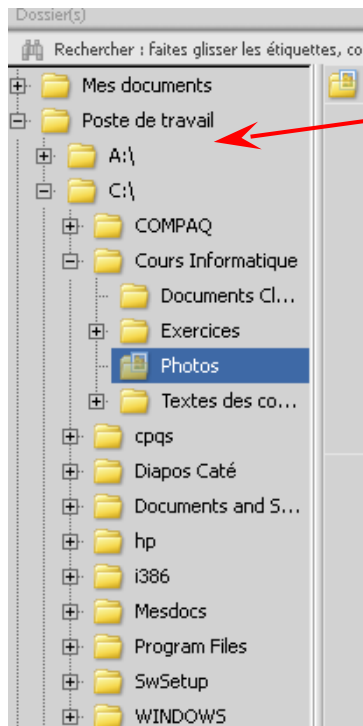 Dossier(s)
Rechercher : faites glisser les étiquettes, co
Mes documents
Poste de travail
A:\
C:\
COMPAQ
Cours Informatique
Documents Cl...
Exercices
Photos
Textes des co...
cpqs
Diapos Caté
Documents and S...
hp
i386
Mesdocs
Program Files
SwSetup
WINDOWS